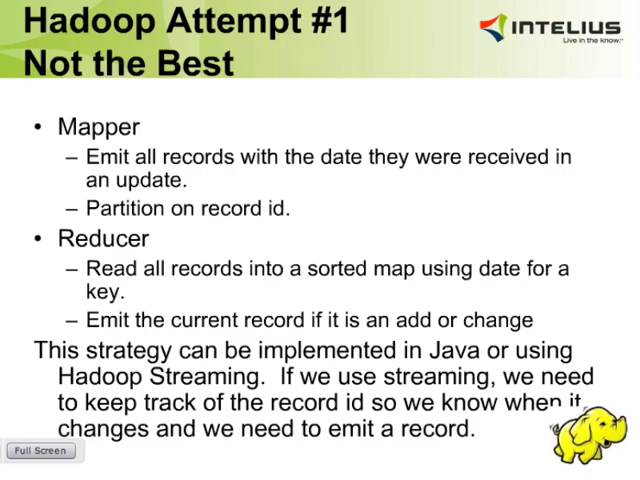 Hadoop Attempt #1
Not the Best
INTELIUS
Live in the know.™
• Mapper
– Emit all records with the date they were received in
an update.
– Partition on record id.
• Reducer
– Read all records into a sorted map using date for a
key.
– Emit the current record if it is an add or change
This strategy can be implemented in Java or using
Hadoop Streaming. If we use streaming, we need
to keep track of the record id so we know when it
changes and we need to emit a record.
Full Screen